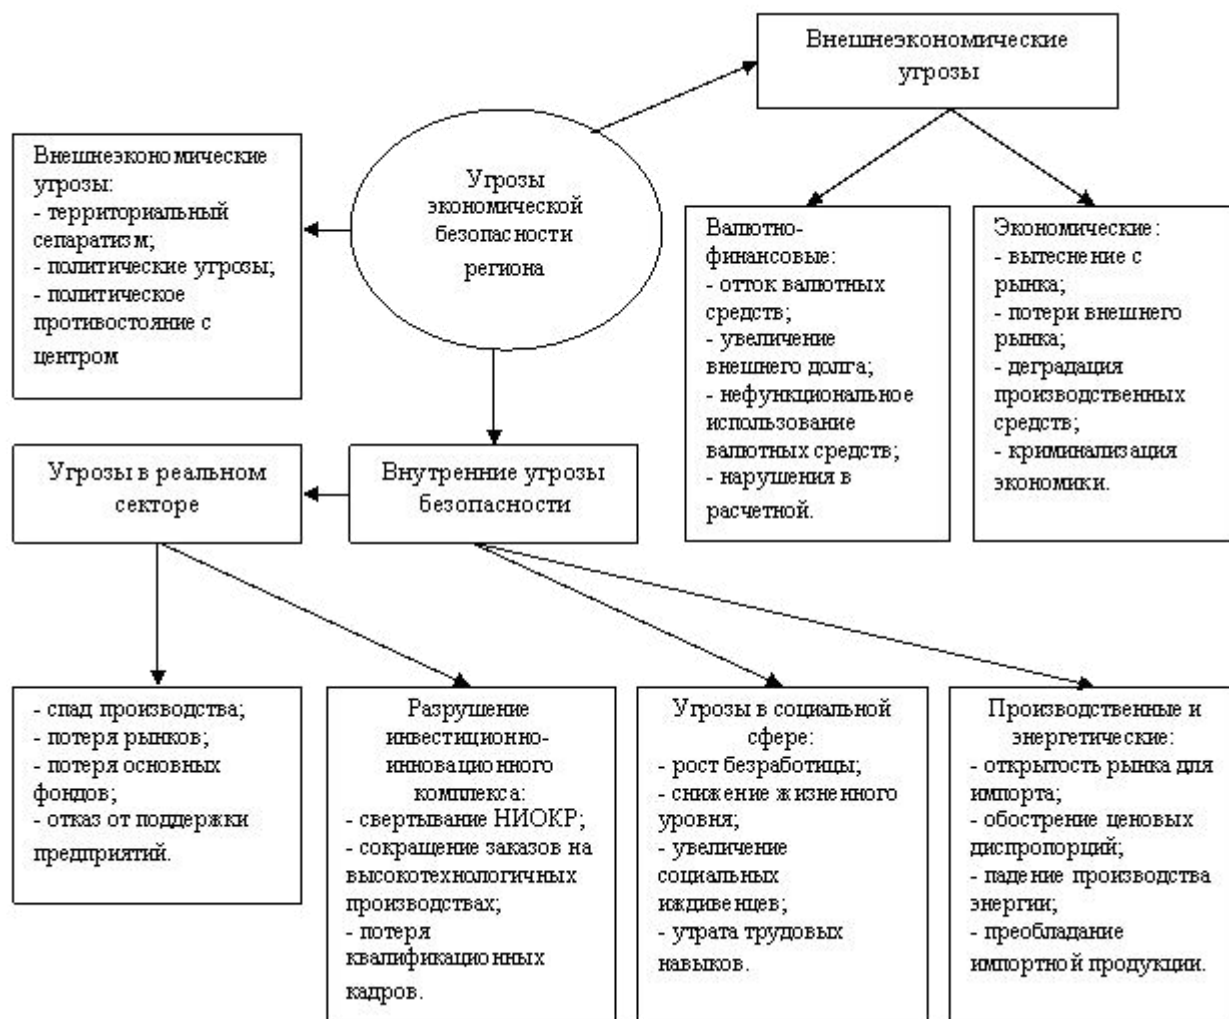 Внешнеэкономические
угрозы
Угрозы
экономической
безопасности
региона
Внешнеэкономические
угрозы:
- территориальный
сепаратизм;
- политические угрозы;
- политическое
противостояние с
центром
Валютно-
финансовые:
- отток валютных
средств;
- увеличение
внешнего долга;
- нефункциональное
использование
валютных средств;
- нарушения в
расчетной.
Экономические:
- вытеснение с
рынка;
- потери внешнего
рынка;
- деградация
производственных
средств;
- криминализация
экономики.
Угрозы в реальном
секторе
Внутренние угрозы
безопасности
- спад производства;
- потеря рынков;
- потеря основных
фондов;
- отказ от поддержки
предприятий.
Разрушение
инвестиционно-
инновационного
комплекса:
- свертывание НИОКР;
- сокращение заказов на
высокотехнологичных
производствах;
- потеря
квалификационных
кадров.
Угрозы в социальной
сфере:
- рост безработицы;
- снижение жизненного
уровня;
- увеличение
социальных
иждивенцев;
- утрата трудовых
навыков.
Производственные и
энергетические:
- открытость рынка для
импорта;
- обострение ценовых
диспропорций;
- падение производства
энергии;
- преобладание
импортной продукции.